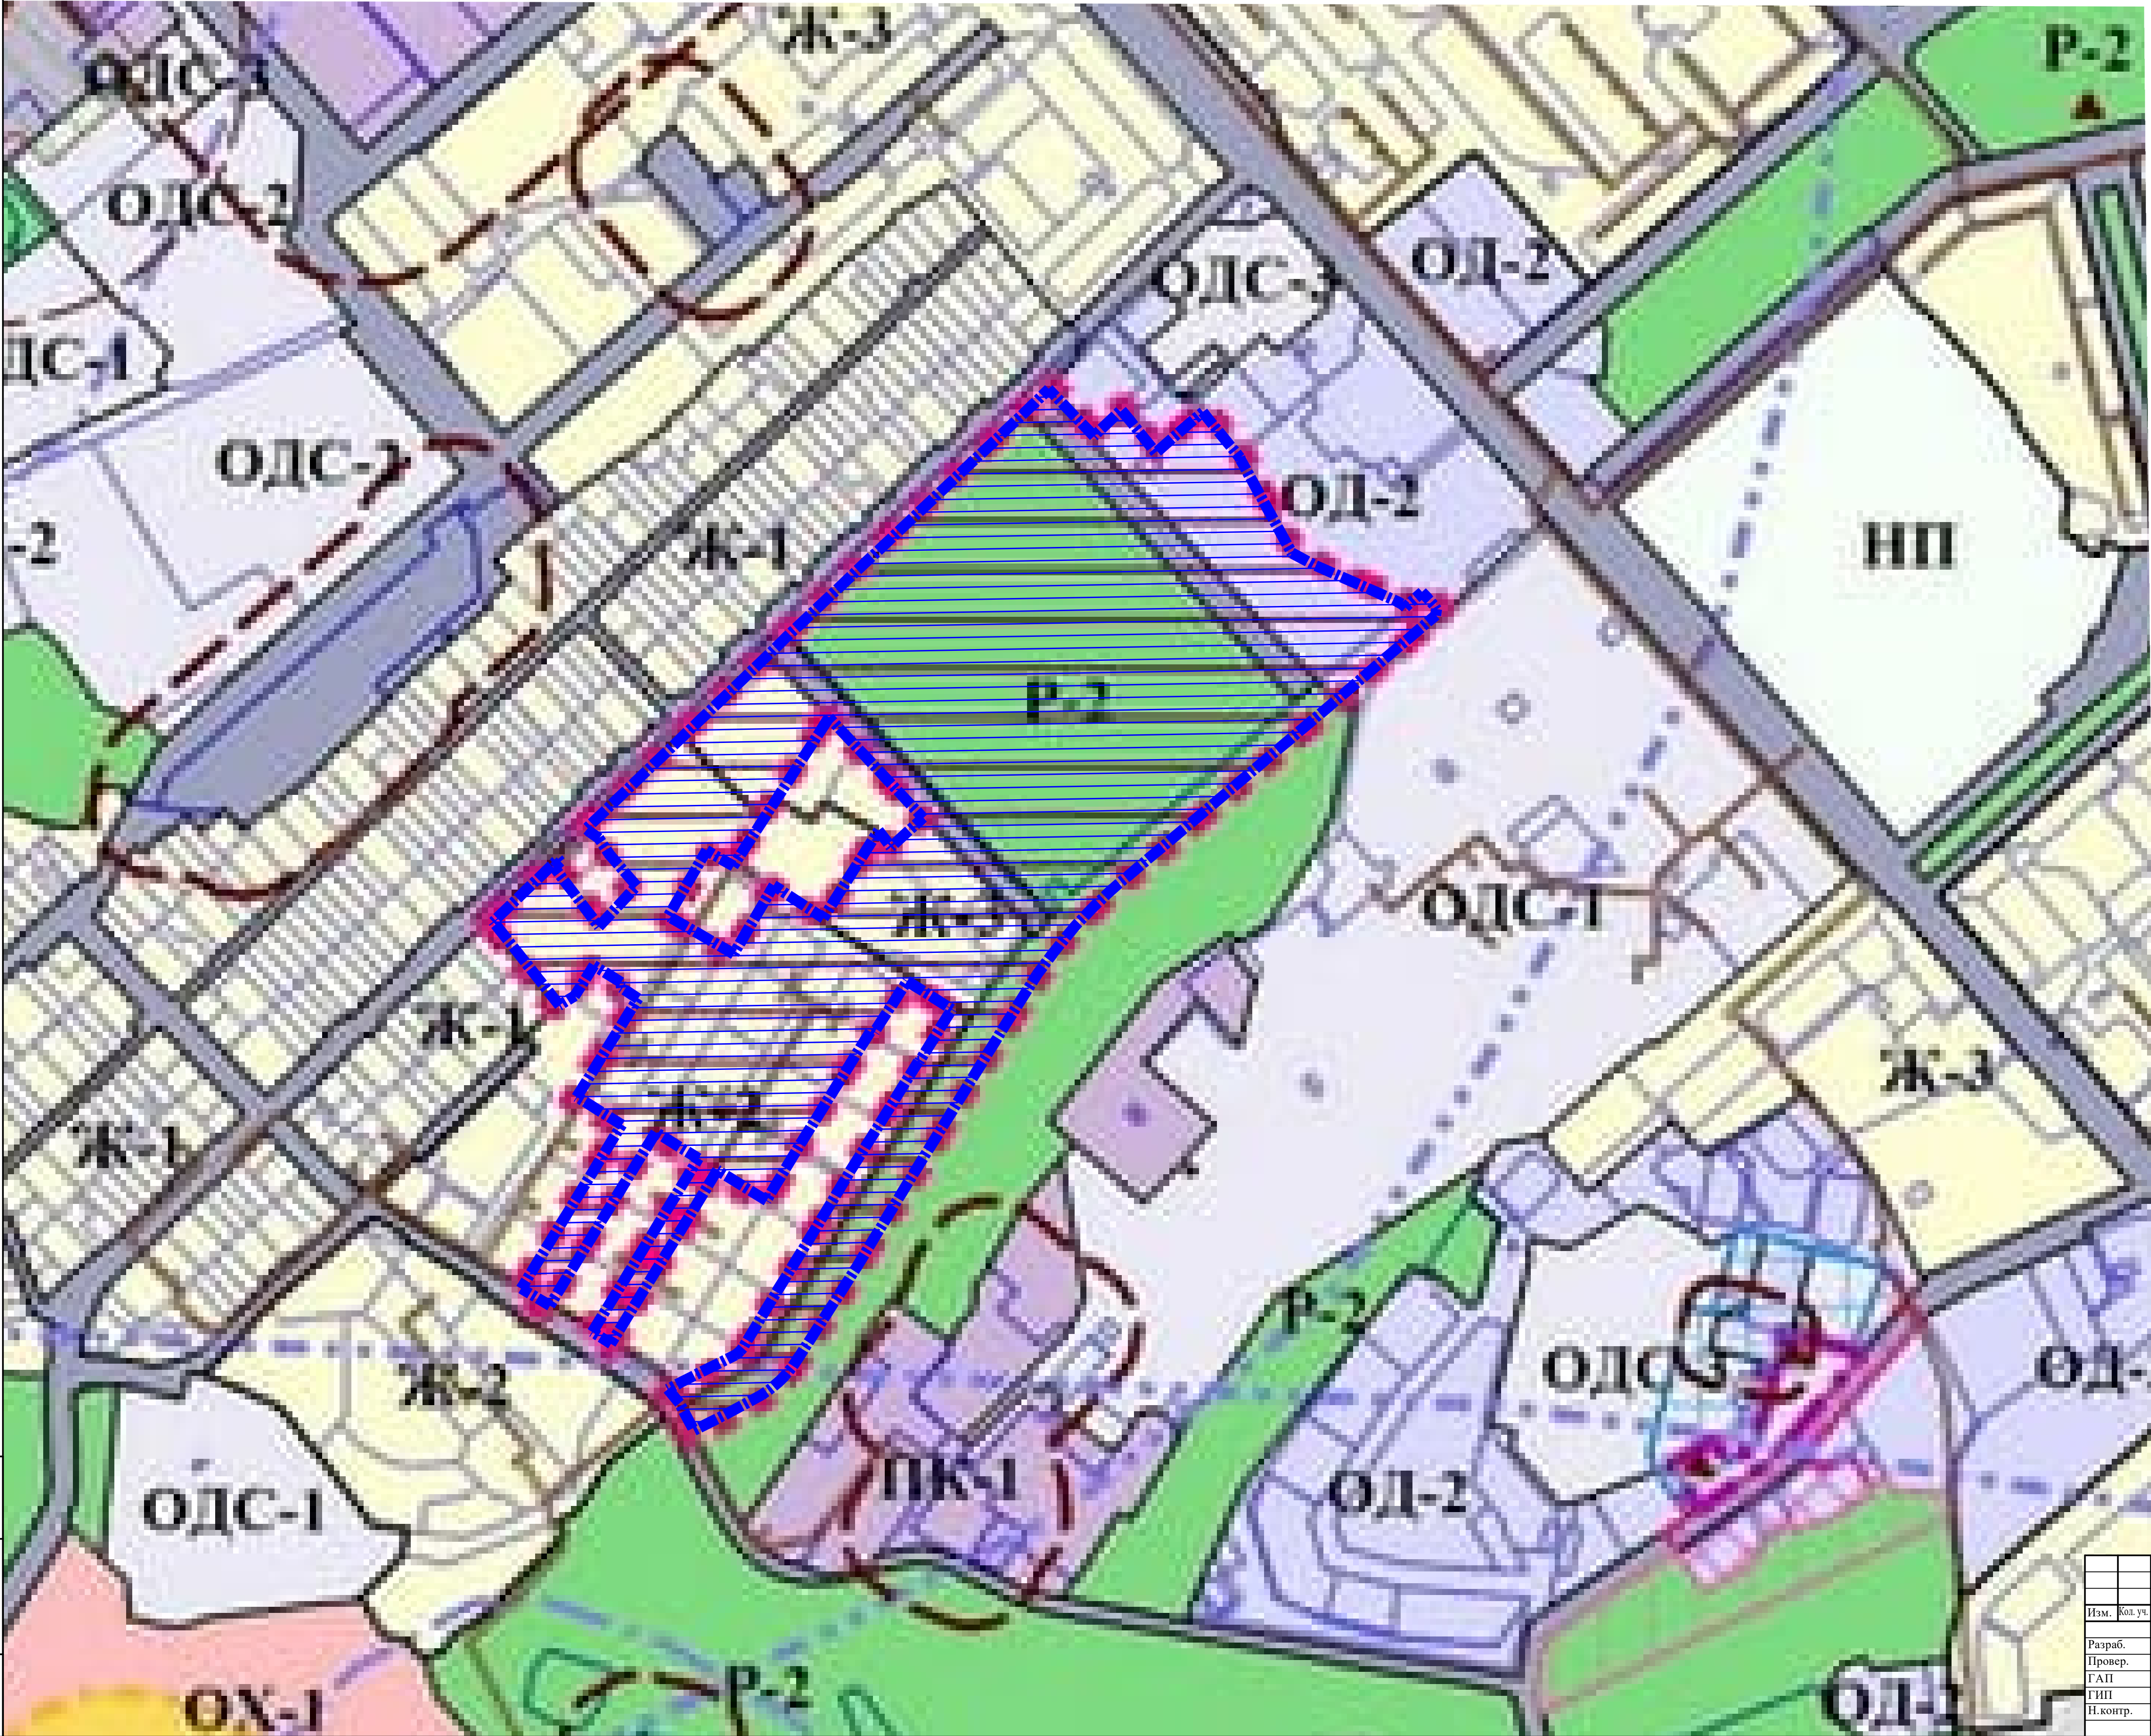 Ж-3
Р-2
ОДС-3
ОДС-2
ОД-2
ОДС-3
ДС-1
ОДС-2
ОД-2
-2
Ж-1
НП
Р-2
Ж-3
ОДС-1
Ж-1
Ж-3
Ж-2
Ж-1
Р-2
ОДС
ОД-
Ж-2
ПК-1
ОД-2
ОДС-1
Р-2
ОХ-1
ОД-2
Изм. Кол. уч.
Разраб.
Провер.
ГАП
ГИП
Н.контр.